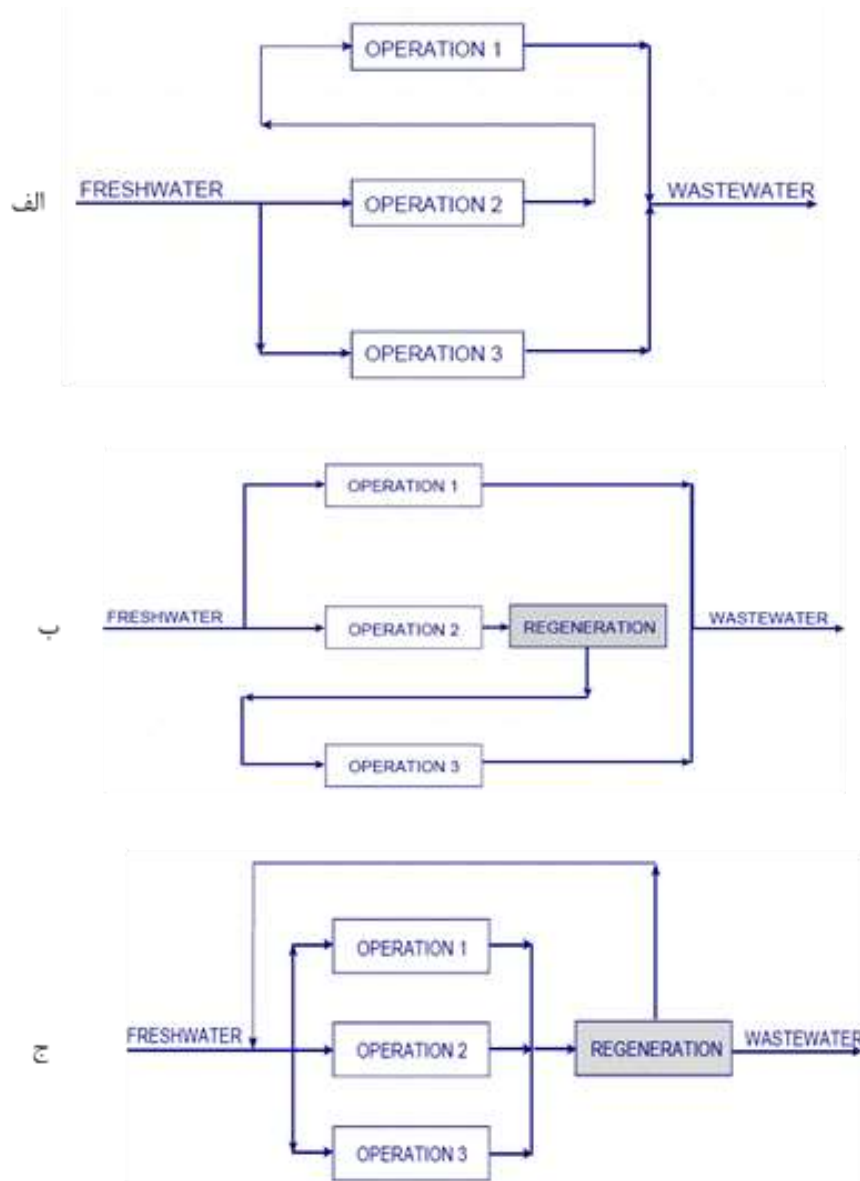 OPERATION 1
FRESHWATER
الف
OPERATION 2
WASTEWATER
OPERATION 3
OPERATION 1
FRESHWATER
ب
OPERATION 2
REGENERATION
WASTEWATER
OPERATION 3
OPERATION 1
FRESHWATER
ج
OPERATION 2
REGENERATION
WASTEWATER
OPERATION 3